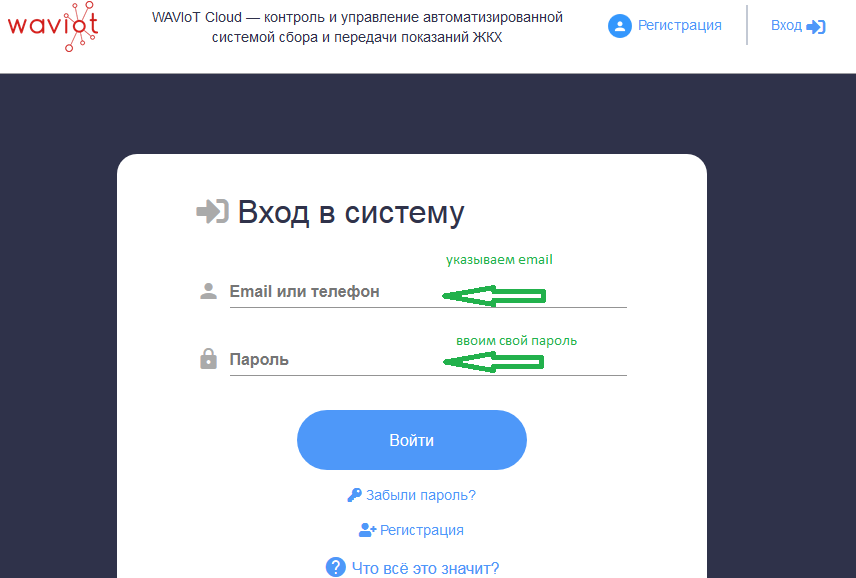 waviot
WAVIoT Cloud — контроль и управление автоматизированной
системой сбора и передачи показаний ЖКХ
Регистрация
Вход
Вход в систему
указываем email
Email или телефон
ввоим свой пароль
Пароль
Войти
Забыли пароль?
Регистрация
? Что всё это значит?